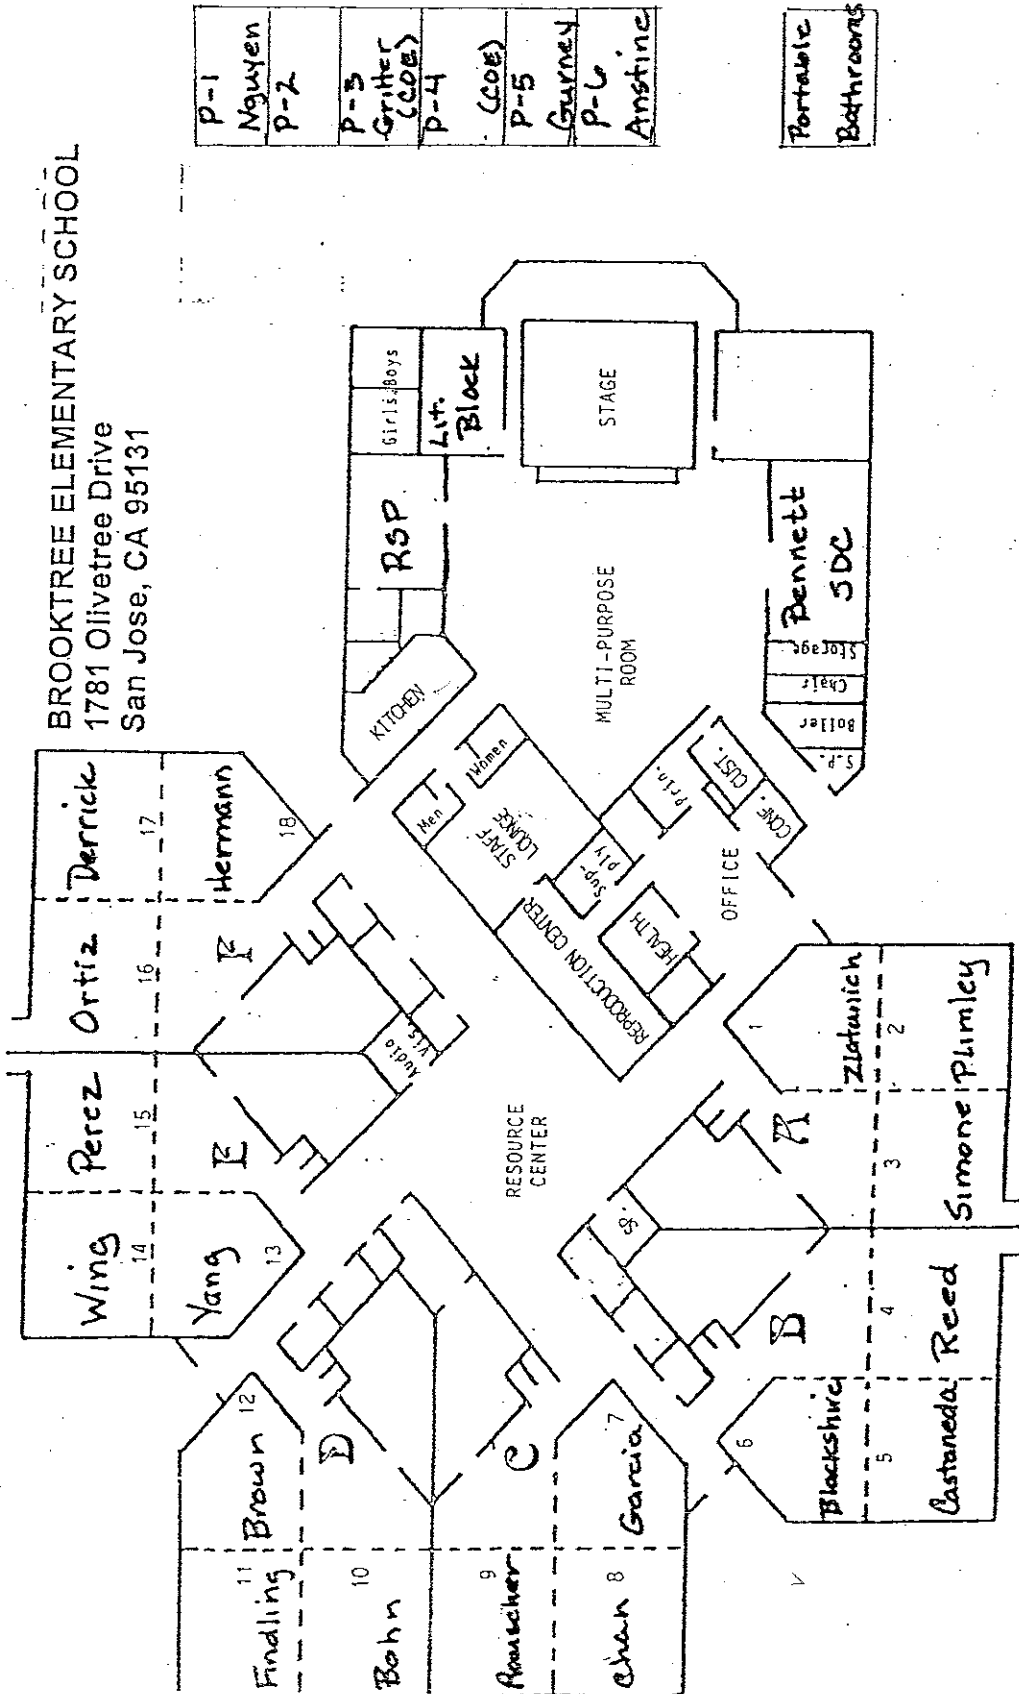 BROOKTREE ELEMENTARY SCHOOL
1781 Olivetree Drive
San Jose, CA 95131
P-1
Nguyen
P-2
P-3
Gritter
(COE)
P-4
(COE)
P-5
Gurney
P-6
Anstine
Portable
Bathrooms
Girls
Boys
Lit.
Block
RSP
KITCHEN
STAGE
MULTI-PURPOSE
ROOM
Bennett
SDC
Storage
Chair
Boiler
S.P.
Men
Women
STAFF
LOUNGE
Sup-
ply
Prin.
CUST.
CONF.
OFFICE
HEALTH
REPRODUCTION CENTER
RESOURCE
CENTER
Audio
Vis.
Derrick
17
Hermann
18
Ortiz
16
F
Perez
15
E
Wing
14
Yang
13
Brown
12
D
Findling
11
Bohn
10
9
C
Chan 8
Garcia 7
6
Blackshire
5
Castaneda
B
4
Reed
Sp.
A
3
Simone
1
Zlatunich
2
Plimley